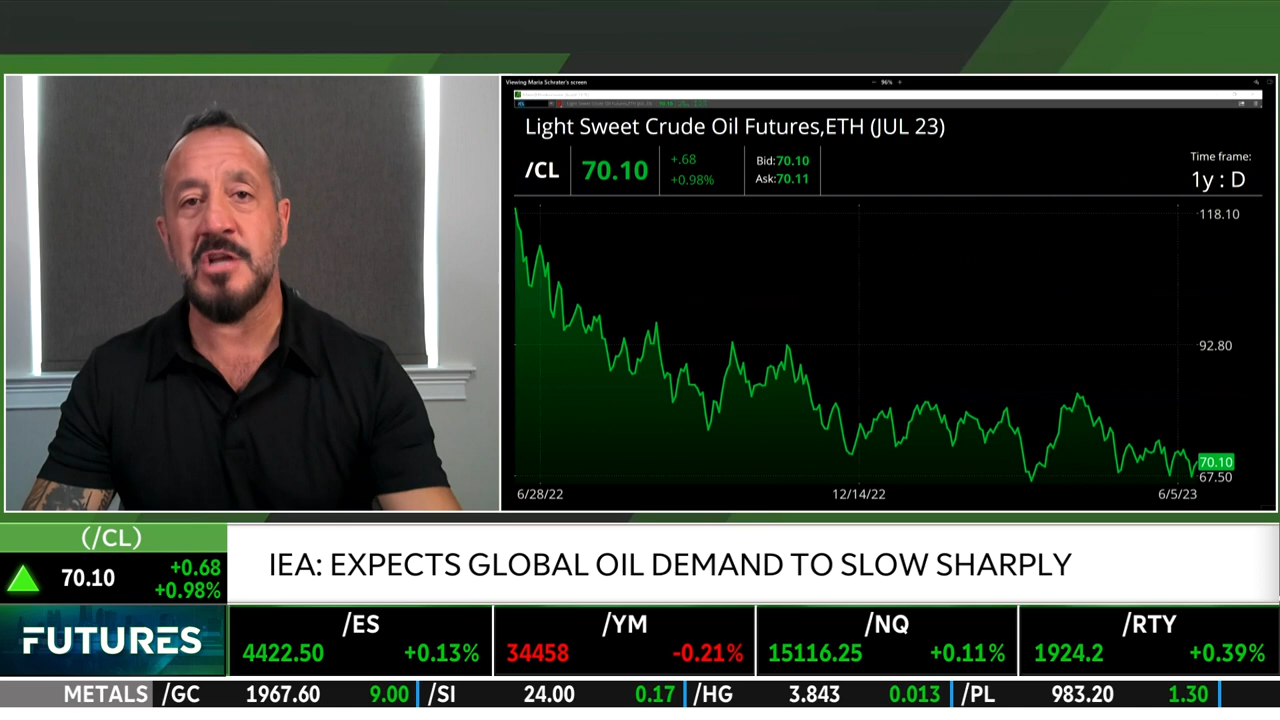 Viewing Maria Schrater's screen
96%
Light Sweet Crude Oil Futures,ETH (JUL 23)
/CL
70.10
+.68
+0.98%
Bid:70.10
Ask:70.11
Time frame:
1y : D
118.10
92.80
70.10
67.50
6/28/22
12/14/22
6/5/23
(/CL)
70.10
+0.68
+0.98%
IEA: EXPECTS GLOBAL OIL DEMAND TO SLOW SHARPLY
FUTURES
/ES
4422.50 +0.13%
/YM
34458 -0.21%
/NQ
15116.25 +0.11%
/RTY
1924.2 +0.39%
METALS /GC 1967.60 9.00 /SI 24.00 0.17 /HG 3.843 0.013 /PL 983.20 1.30